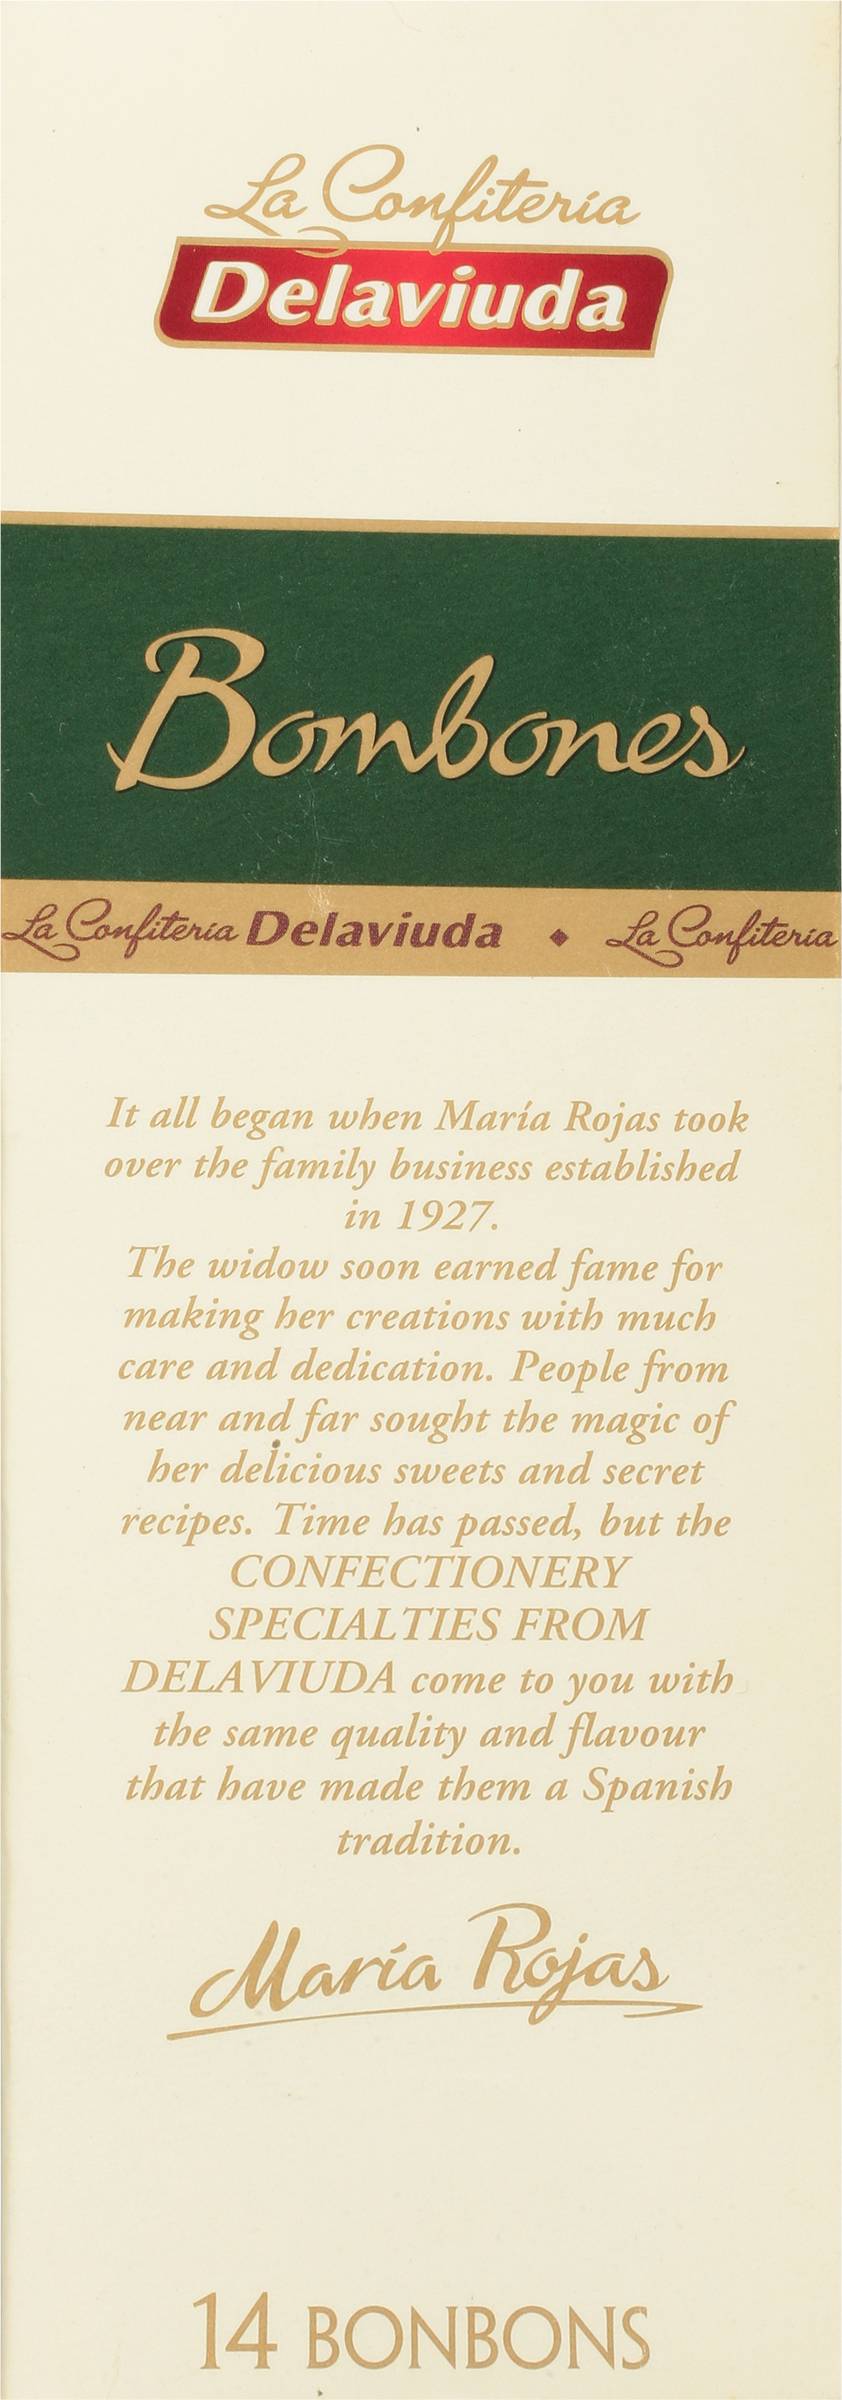 La Confitería
Delaviuda
Bombones
La Confitería Delaviuda ◆ La Confitería
It all began when María Rojas took
over the family business established
in 1927.
The widow soon earned fame for
making her creations with much
care and dedication. People from
near and far sought the magic of
her delicious sweets and secret
recipes. Time has passed, but the
CONFECTIONERY
SPECIALTIES FROM
DELAVIUDA come to you with
the same quality and flavour
that have made them a Spanish
tradition.
María Rojas
14 BONBONS